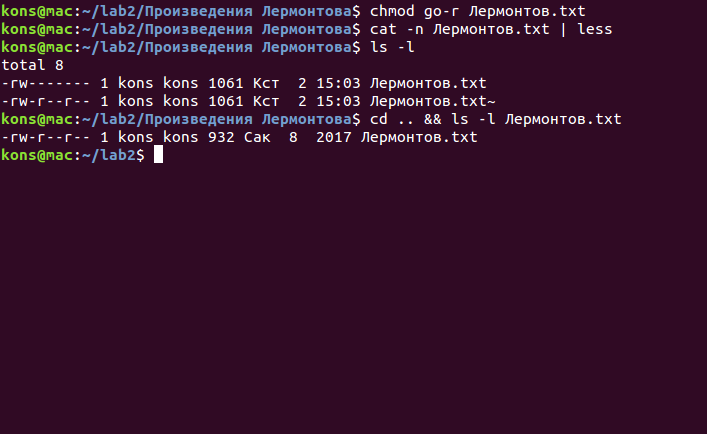 kons@mac:~/lab2/Произведения Лермонтова$ chmod go-r Лермонтов.txt
kons@mac:~/lab2/Произведения Лермонтова$ cat -n Лермонтов.txt | less
kons@mac:~/lab2/Произведения Лермонтова$ ls -l
total 8
-rw------- 1 kons kons 1061 Кст  2 15:03 Лермонтов.txt
-rw-r--r-- 1 kons kons 1061 Кст  2 15:03 Лермонтов.txt~
kons@mac:~/lab2/Произведения Лермонтова$ cd .. && ls -l Лермонтов.txt
-rw-r--r-- 1 kons kons 932 Сак  8  2017 Лермонтов.txt
kons@mac:~/lab2$